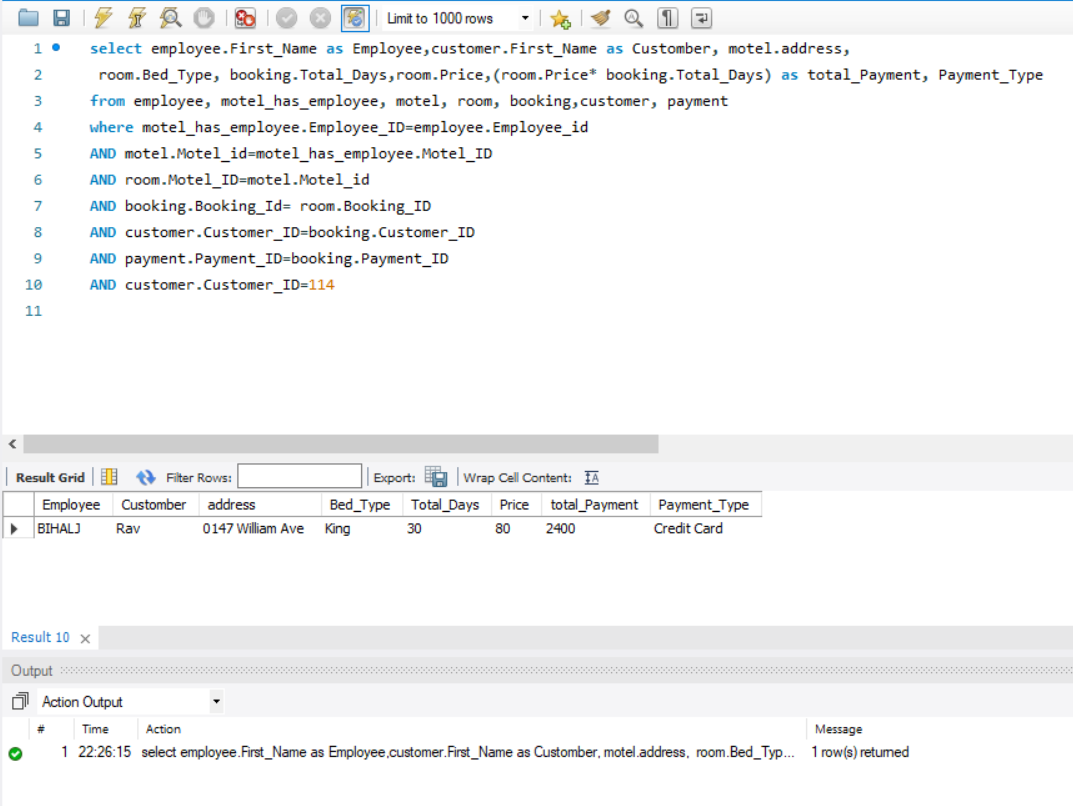 Limit to 1000 rows
1 select employee.First_Name as Employee,customer.First_Name as Customber, motel.address,
2 room.Bed_Type, booking.Total_Days,room.Price,(room.Price* booking.Total_Days) as total_Payment, Payment_Type
3 from employee, motel_has_employee, motel, room, booking,customer, payment
4 where motel_has_employee.Employee_ID=employee.Employee_id
5 AND motel.Motel_id=motel_has_employee.Motel_ID
6 AND room.Motel_ID=motel.Motel_id
7 AND booking.Booking_Id= room.Booking_ID
8 AND customer.Customer_ID=booking.Customer_ID
9 AND payment.Payment_ID=booking.Payment_ID
10 AND customer.Customer_ID=114
11
Result Grid Filter Rows: Export: Wrap Cell Content:
Employee Customber address Bed_Type Total_Days Price total_Payment Payment_Type
BIHALJ Rav 0147 William Ave King 30 80 2400 Credit Card
Result 10
Output
Action Output
# Time Action Message
1 22:26:15 select employee.First_Name as Employee,customer.First_Name as Customber, motel.address, room.Bed_Typ... 1 row(s) returned